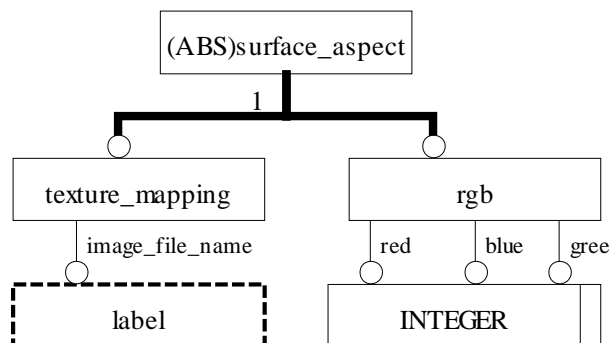 (ABS)surface_aspect
1
texture_mapping rgb
image_file_name red blue gree
label INTEGER